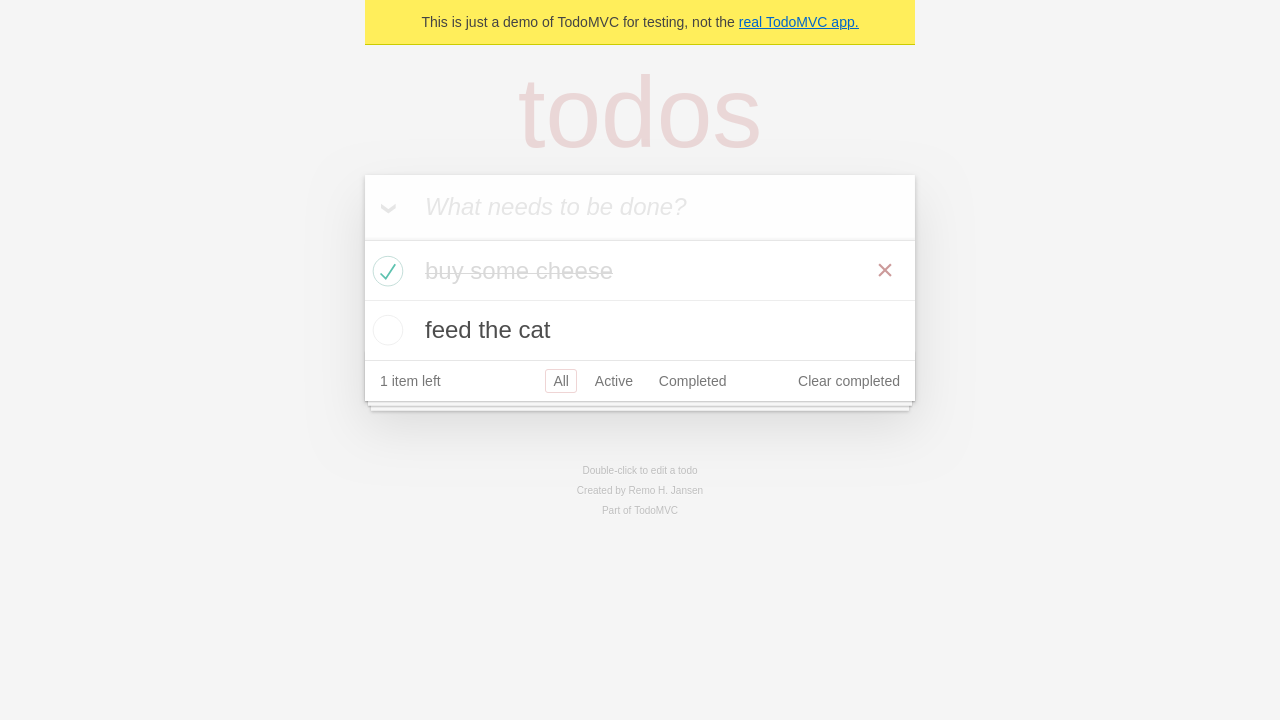 This is just a demo of TodoMVC for testing, not the real TodoMVC app.
todos
What needs to be done?
buy some cheese
feed the cat
1 item left All Active Completed Clear completed
Double-click to edit a todo
Created by Remo H. Jansen
Part of TodoMVC